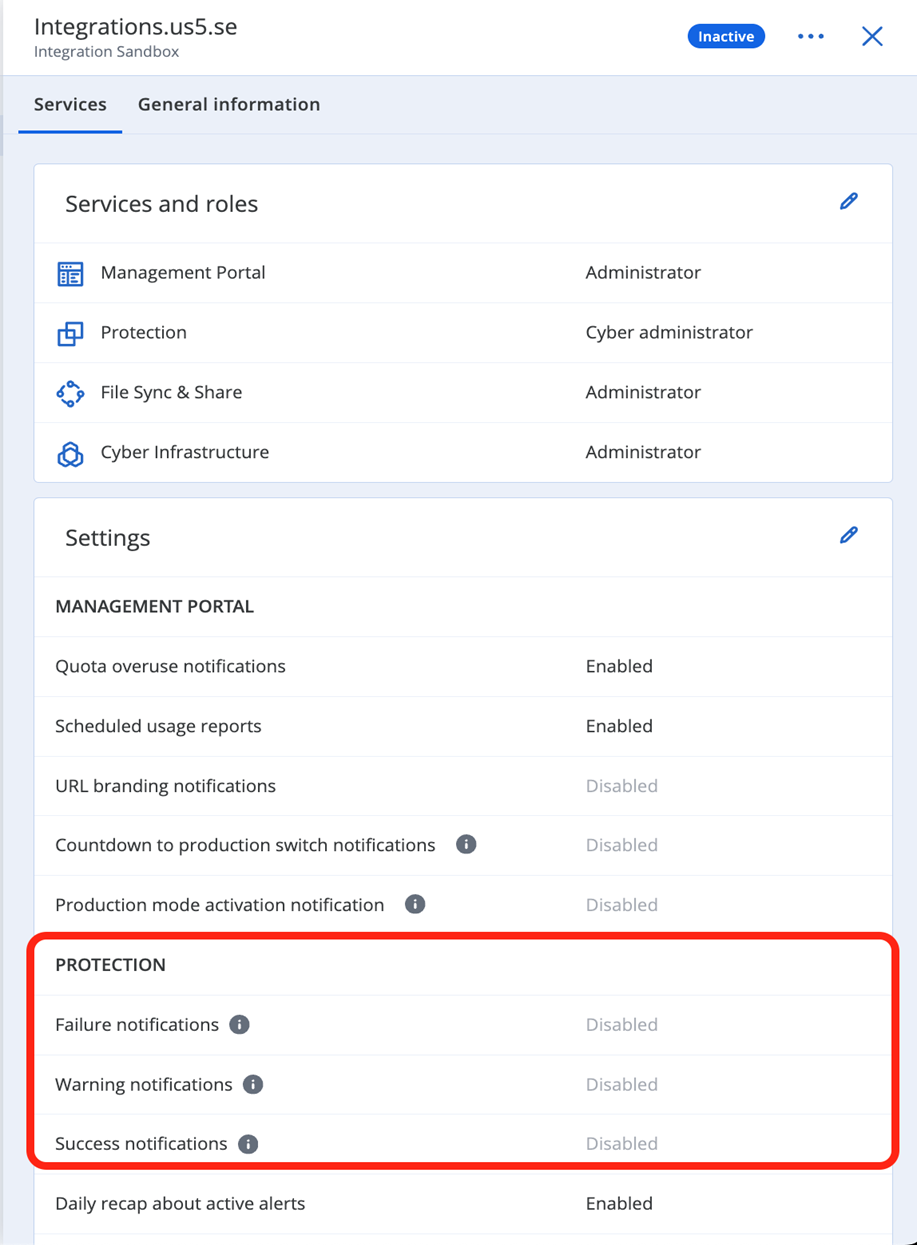 Integrations.us5.se
Integration Sandbox
Inactive
Services General information
Services and roles
Management Portal Administrator
Protection Cyber administrator
File Sync & Share Administrator
Cyber Infrastructure Administrator
Settings
MANAGEMENT PORTAL
Quota overuse notifications Enabled
Scheduled usage reports Enabled
URL branding notifications Disabled
Countdown to production switch notifications Disabled
Production mode activation notification Disabled
PROTECTION
Failure notifications Disabled
Warning notifications Disabled
Success notifications Disabled
Daily recap about active alerts Enabled